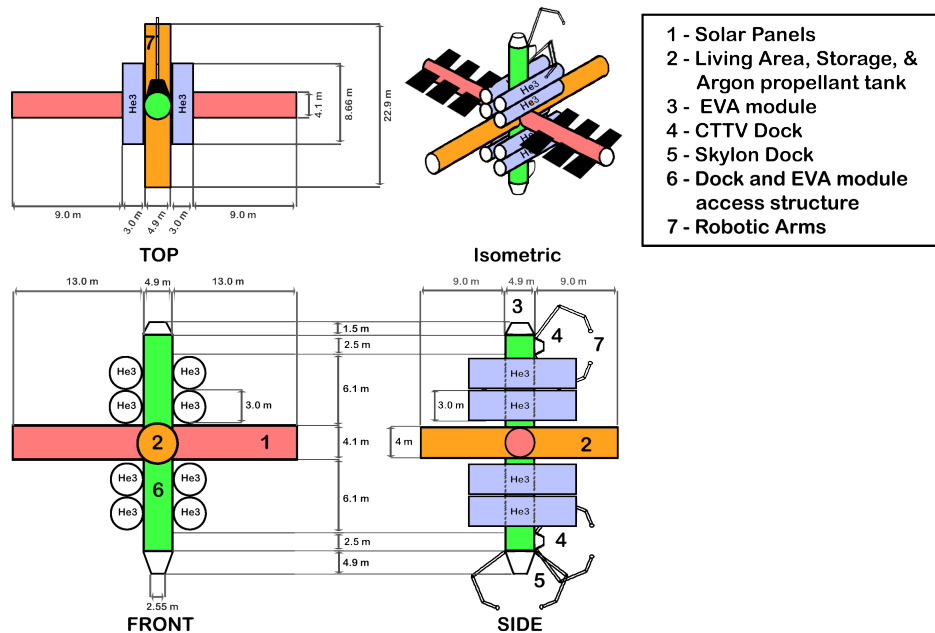 7
He3
He3
4.1 m
8.66 m
22.9 m
9.0 m
3.0 m
4.9 m
3.0 m
9.0 m
TOP
He3
He3
He3
He3
Isometric
1 - Solar Panels
2 - Living Area, Storage, &
Argon propellant tank
3 - EVA module
4 - CTTV Dock
5 - Skylon Dock
6 - Dock and EVA module
access structure
7 - Robotic Arms
13.0 m
4.9 m
13.0 m
He3
He3
He3
He3
3.0 m
2
1
6
He3
He3
He3
He3
2.55 m
FRONT
1.5 m
2.5 m
6.1 m
4.1 m
6.1 m
2.5 m
4.9 m
9.0 m
4.9 m
9.0 m
3
4
7
He3
He3
3.0 m
4 m
2
He3
He3
4
5
SIDE